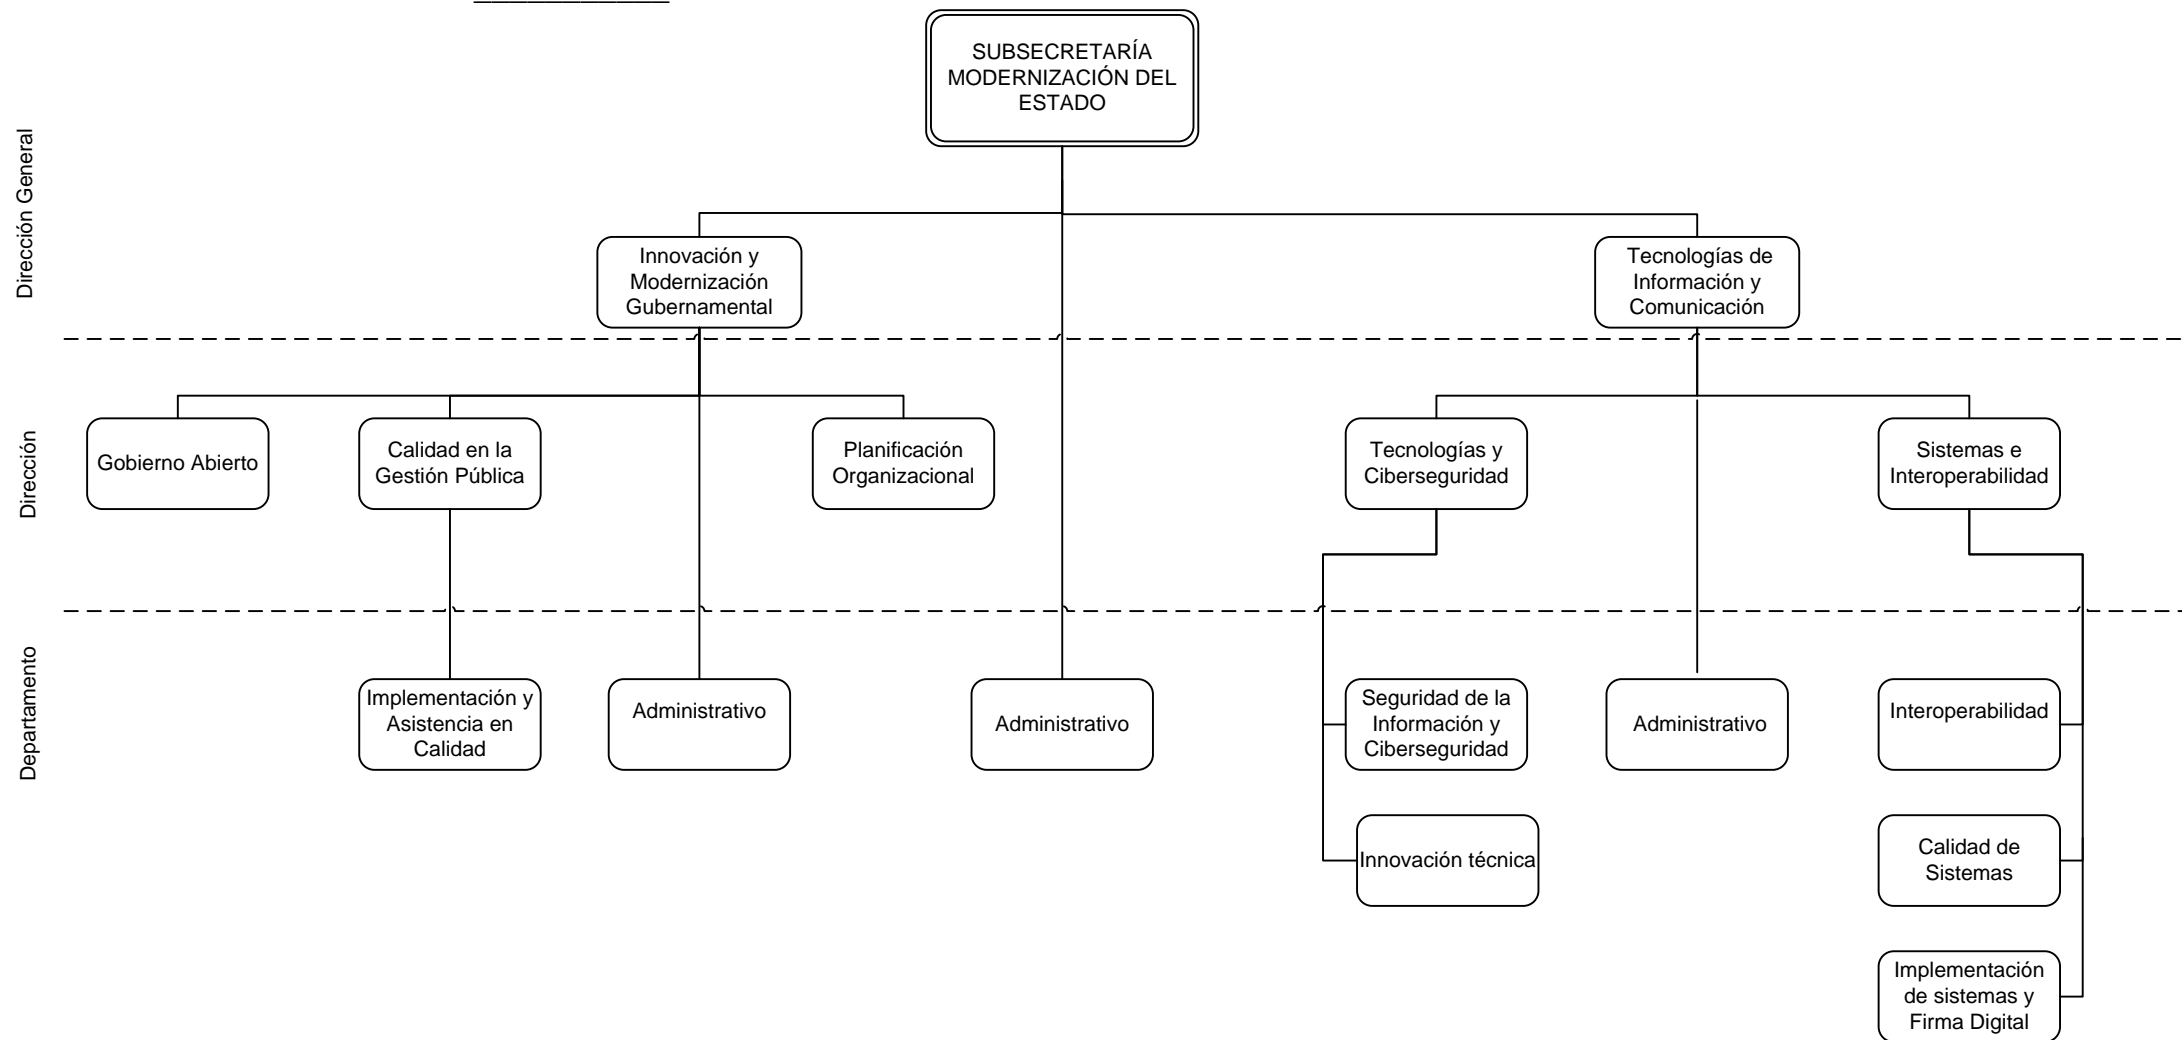 SUBSECRETARÍA
MODERNIZACIÓN DEL
ESTADO
Dirección General
Innovación y
Modernización
Gubernamental
Tecnologías de
Información y
Comunicación
Dirección
Gobierno Abierto
Calidad en la
Gestión Pública
Planificación
Organizacional
Tecnologías y
Ciberseguridad
Sistemas e
Interoperabilidad
Departamento
Implementación y
Asistencia en
Calidad
Administrativo
Administrativo
Seguridad de la
Información y
Ciberseguridad
Administrativo
Interoperabilidad
Innovación técnica
Calidad de
Sistemas
Implementación
de sistemas y
Firma Digital